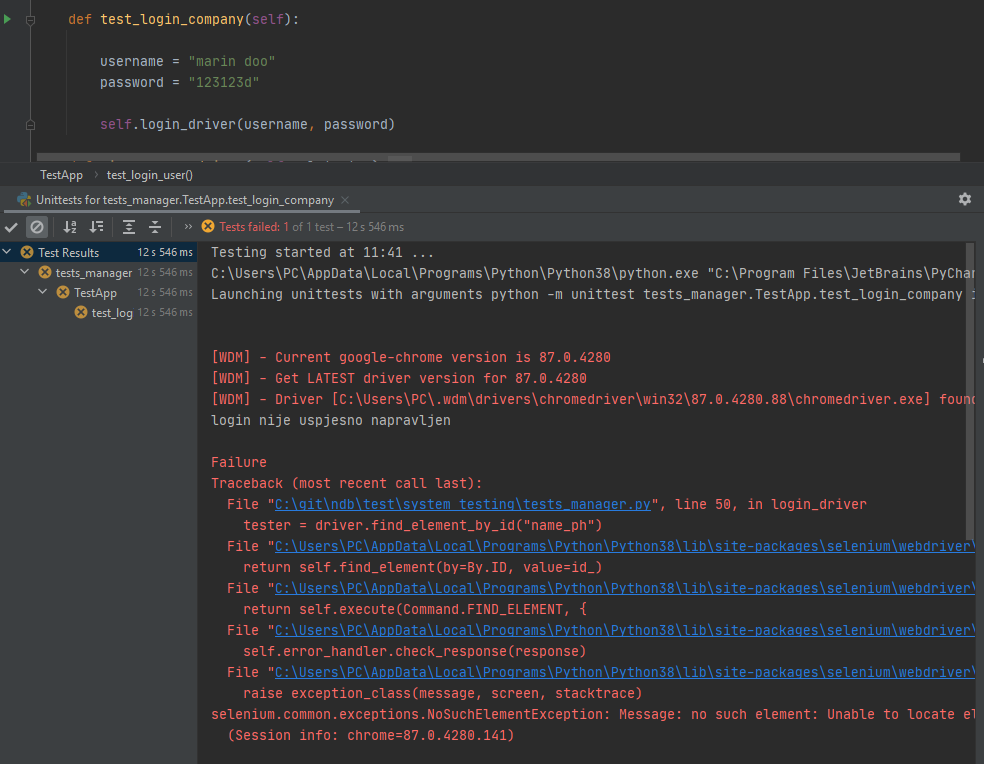 def test_login_company(self):
username = "marin doo"
password = "123123d"
self.login_driver(username, password)
TestApp › test_login_user()
Unittests for tests_manager.TestApp.test_login_company ×
» Tests failed: 1 of 1 test – 12 s 546 ms
Test Results 12 s 546 ms
tests_manager 12 s 546 ms
TestApp 12 s 546 ms
test_log 12 s 546 ms
Testing started at 11:41 ...
C:\Users\PC\AppData\Local\Programs\Python\Python38\python.exe "C:\Program Files\JetBrains\PyChar
Launching unittests with arguments python -m unittest tests_manager.TestApp.test_login_company
[WDM] - Current google-chrome version is 87.0.4280
[WDM] - Get LATEST driver version for 87.0.4280
[WDM] - Driver [C:\Users\PC\.wdm\drivers\chromedriver\win32\87.0.4280.88\chromedriver.exe] found
login nije uspjesno napravljen
Failure
Traceback (most recent call last):
File "C:\git\ndb\test\system_testing\tests_manager.py", line 50, in login_driver
tester = driver.find_element_by_id("name_ph")
File "C:\Users\PC\AppData\Local\Programs\Python\Python38\lib\site-packages\selenium\webdriver\
return self.find_element(by=By.ID, value=id_)
File "C:\Users\PC\AppData\Local\Programs\Python\Python38\lib\site-packages\selenium\webdriver\
return self.execute(Command.FIND_ELEMENT, {
File "C:\Users\PC\AppData\Local\Programs\Python\Python38\lib\site-packages\selenium\webdriver\
self.error_handler.check_response(response)
File "C:\Users\PC\AppData\Local\Programs\Python\Python38\lib\site-packages\selenium\webdriver\
raise exception_class(message, screen, stacktrace)
selenium.common.exceptions.NoSuchElementException: Message: no such element: Unable to locate el
(Session info: chrome=87.0.4280.141)